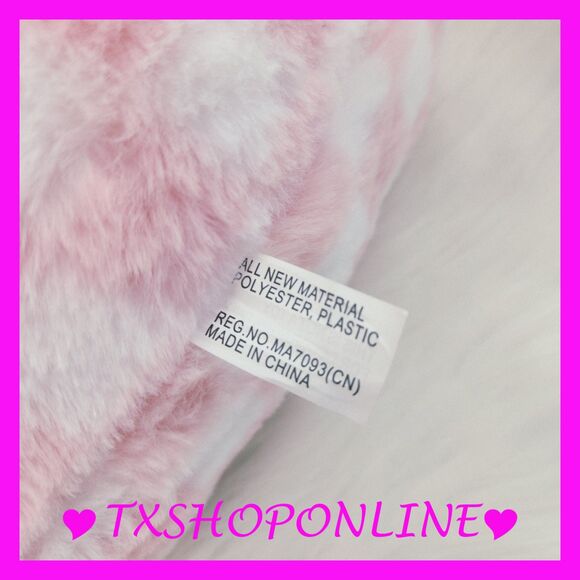 ALL NEW MATERIAL
POLYESTER, PLASTIC
REG.NO.MA7093(CN)
MADE IN CHINA
TXSHOPONLINE